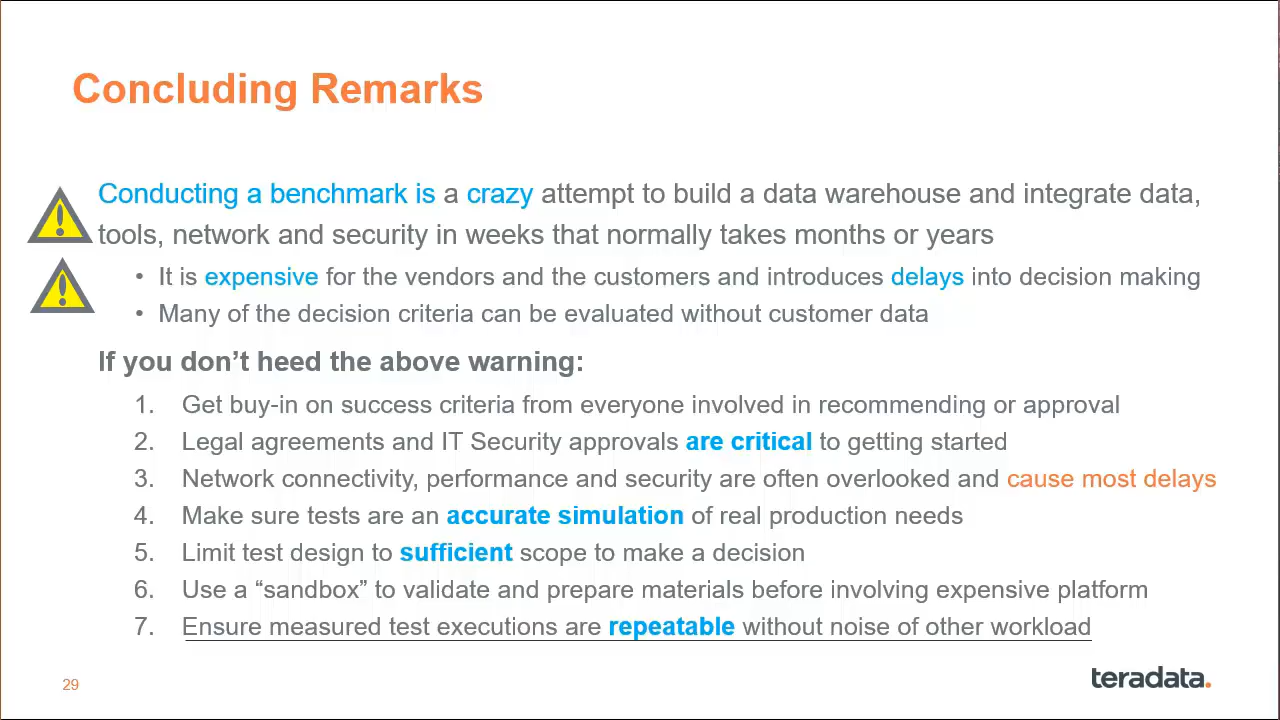 Concluding Remarks
Conducting a benchmark is a crazy attempt to build a data warehouse and integrate data,
tools, network and security in weeks that normally takes months or years
• It is expensive for the vendors and the customers and introduces delays into decision making
• Many of the decision criteria can be evaluated without customer data
If you don’t heed the above warning:
1. Get buy-in on success criteria from everyone involved in recommending or approval
2. Legal agreements and IT Security approvals are critical to getting started
3. Network connectivity, performance and security are often overlooked and cause most delays
4. Make sure tests are an accurate simulation of real production needs
5. Limit test design to sufficient scope to make a decision
6. Use a “sandbox” to validate and prepare materials before involving expensive platform
7. Ensure measured test executions are repeatable without noise of other workload
29
teradata.